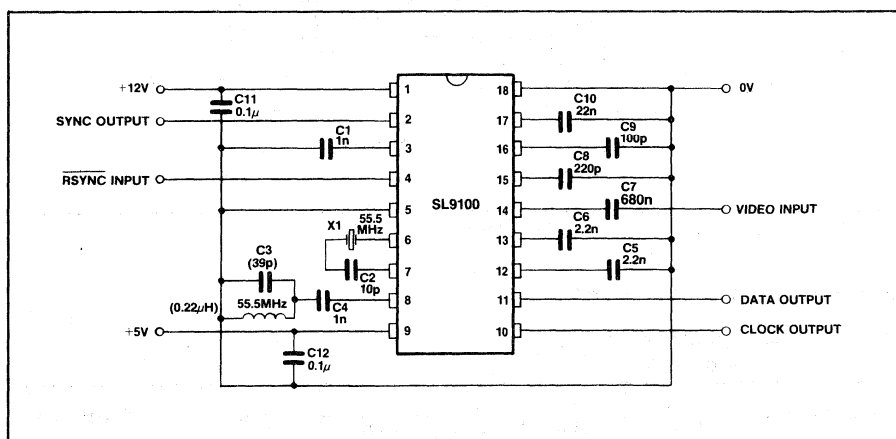 +12V
C11
0.1μ
SYNC OUTPUT
C1
1n
RSYNC INPUT
X1
55.5
MHz
C3
(39p)
C2
10p
(0.22μH)
55.5MHz
C4
1n
+5V
C12
0.1μ
1
2
3
4
5
6
7
8
9
SL9100
18
17
16
15
14
13
12
11
10
C10
22n
C9
100p
C8
220p
C7
680n
C6
2.2n
C5
2.2n
0V
VIDEO INPUT
DATA OUTPUT
CLOCK OUTPUT